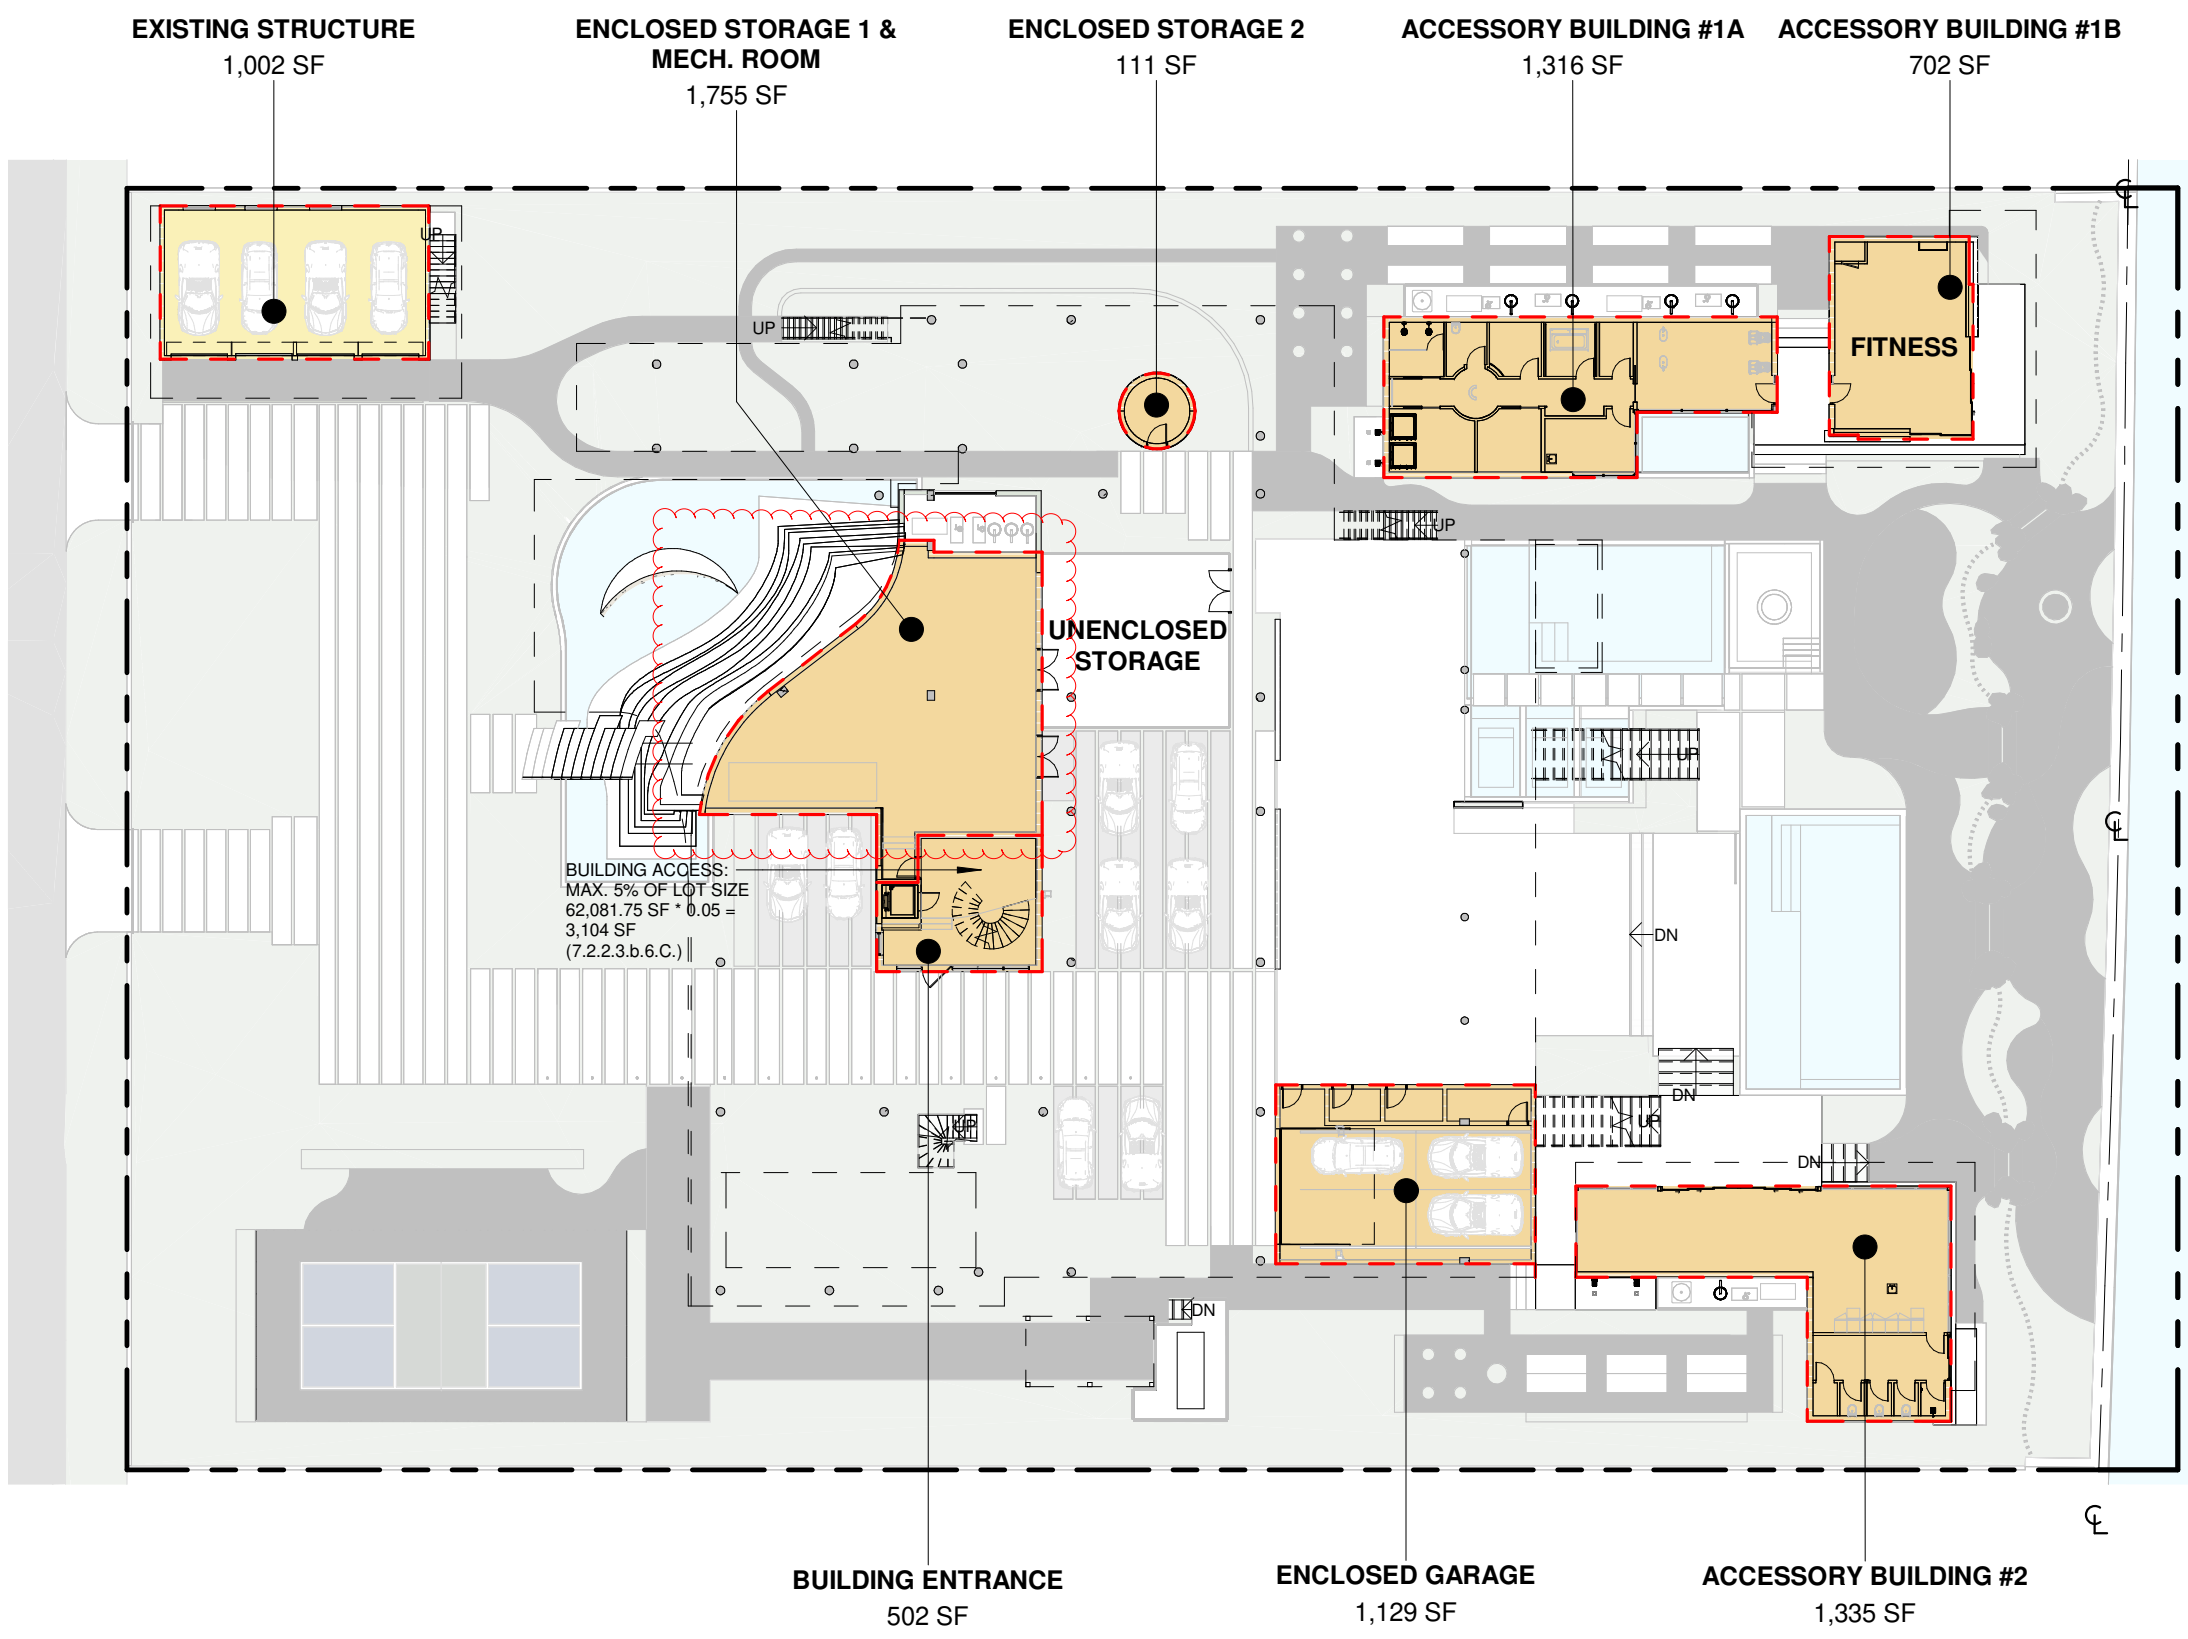 EXISTING STRUCTURE
1,002 SF
ENCLOSED STORAGE 1 &
MECH. ROOM
1,755 SF
ENCLOSED STORAGE 2
111 SF
ACCESSORY BUILDING #1A
1,316 SF
ACCESSORY BUILDING #1B
702 SF
UP
UP
FITNESS
UP
UNENCLOSED
STORAGE
UP
BUILDING ACCESS:
MAX. 5% OF LOT SIZE
62,081.75 SF * 0.05 =
3,104 SF
(7.2.2.3.b.6.C.)
DN
DN
UP
UP
DN
DN
BUILDING ENTRANCE
502 SF
ENCLOSED GARAGE
1,129 SF
ACCESSORY BUILDING #2
1,335 SF